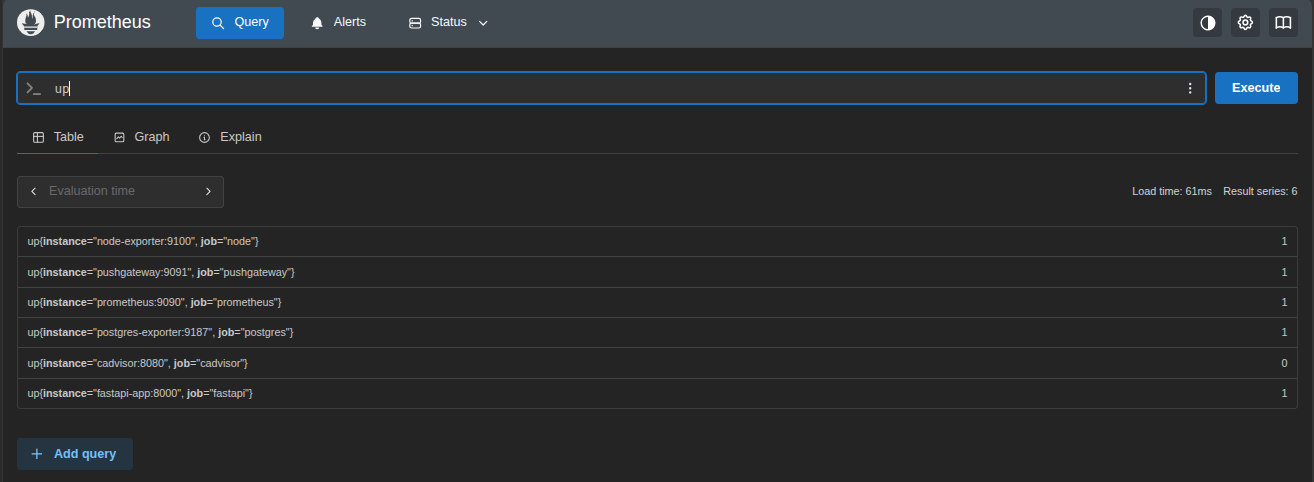 Prometheus Query Alerts Status
>_ up Execute
Table Graph Explain
Evaluation time Load time: 61ms Result series: 6
up{instance="node-exporter:9100", job="node"} 1
up{instance="pushgateway:9091", job="pushgateway"} 1
up{instance="prometheus:9090", job="prometheus"} 1
up{instance="postgres-exporter:9187", job="postgres"} 1
up{instance="cadvisor:8080", job="cadvisor"} 0
up{instance="fastapi-app:8000", job="fastapi"} 1
Add query